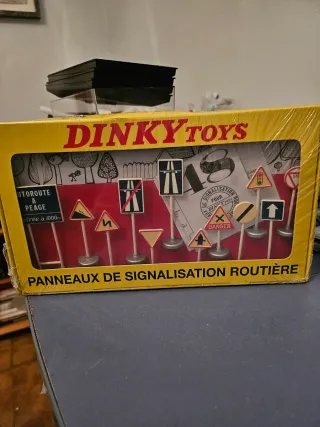 DINKY TOYS
AUTOROUTE
A
PEAGE
DANGER
PANNEAUX DE SIGNALISATION ROUTIÈRE